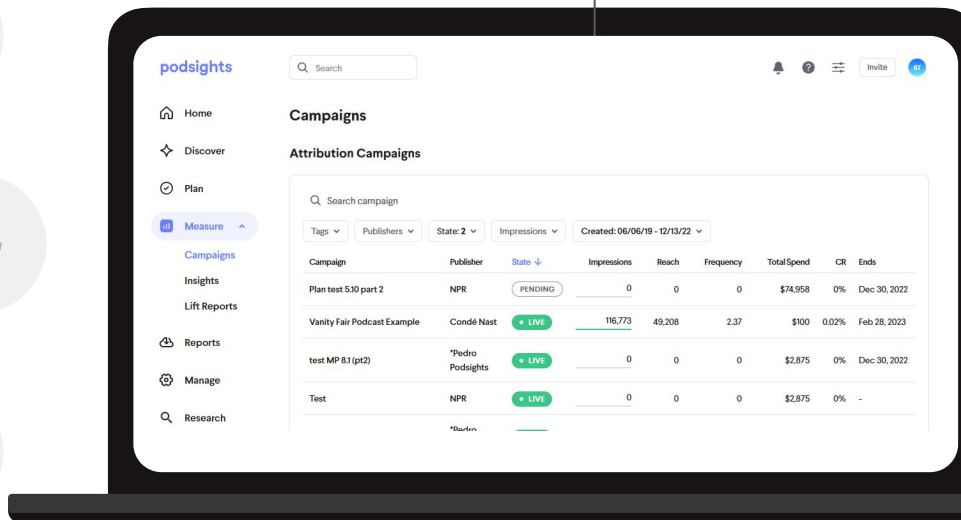 podsights
Search
Invite
ST
Home
Discover
Plan
Measure
Campaigns
Insights
Lift Reports
Reports
Manage
Research
Campaigns
Attribution Campaigns
Search campaign
Tags Publishers State: 2 Impressions Created: 06/06/19 - 12/13/22
Campaign Publisher State ↓ Impressions Reach Frequency Total Spend CR Ends
Plan test 5.10 part 2 NPR PENDING 0 0 0 $74,958 0% Dec 30, 2022
Vanity Fair Podcast Example Condé Nast • LIVE 116,773 49,208 2.37 $100 0.02% Feb 28, 2023
test MP 8.1 (pt2) *Pedro Podsights • LIVE 0 0 0 $2,875 0% Dec 30, 2022
Test NPR • LIVE 0 0 0 $2,875 0% -
*Pedro